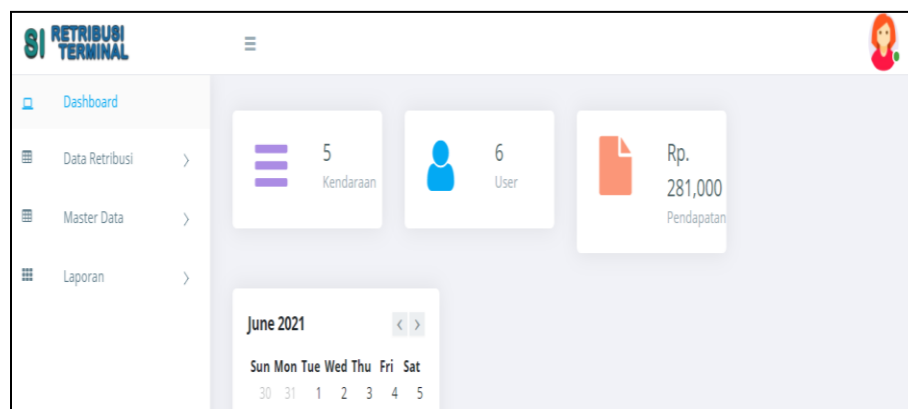 SI RETRIBUSI TERMINAL
Dashboard
Data Retribusi
Master Data
Laporan
5
Kendaraan
6
User
Rp.
281,000
Pendapatan
June 2021
Sun Mon Tue Wed Thu Fri Sat
30 31 1 2 3 4 5